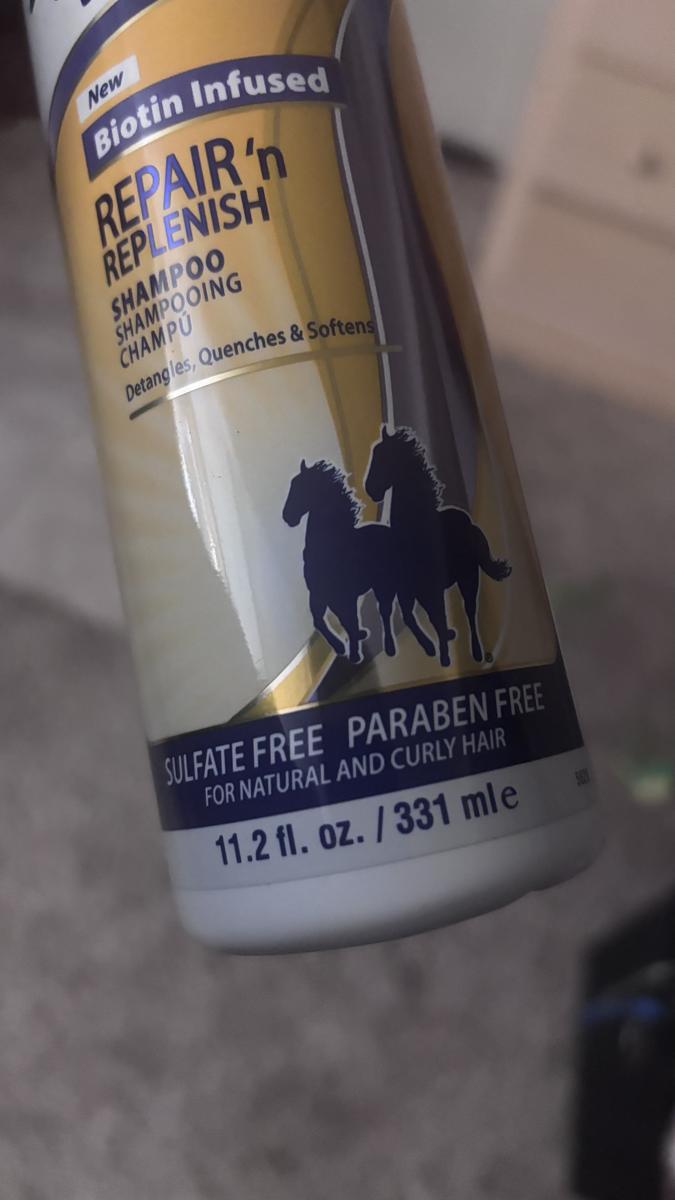 New
Biotin Infused
REPAIR 'n
REPLENISH
SHAMPOO
SHAMPOOING
CHAMPÚ
Detangles, Quenches & Softens
®
SULFATE FREE PARABEN FREE
FOR NATURAL AND CURLY HAIR
11.2 fl. oz. / 331 ml e